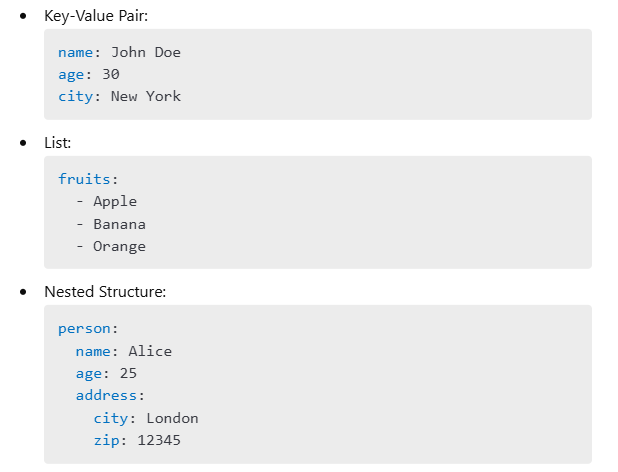 • Key-Value Pair:
name: John Doe
age: 30
city: New York
• List:
fruits:
  - Apple
  - Banana
  - Orange
• Nested Structure:
person:
  name: Alice
  age: 25
  address:
    city: London
    zip: 12345